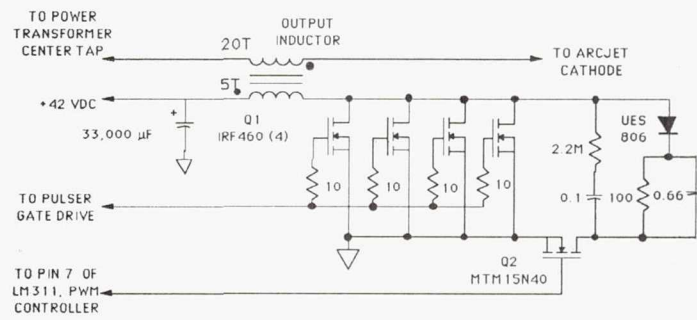 TO POWER
TRANSFORMER
CENTER TAP
OUTPUT
INDUCTOR
20T
TO ARCJET
CATHODE
5T
+42 VDC
+
33,000 µF
Q1
IRF460 (4)
UES
806
2.2M
10
10
10
10
0.1
100
0.66
TO PULSER
GATE DRIVE
Q2
MTM15N40
TO PIN 7 OF
LM311, PWM
CONTROLLER